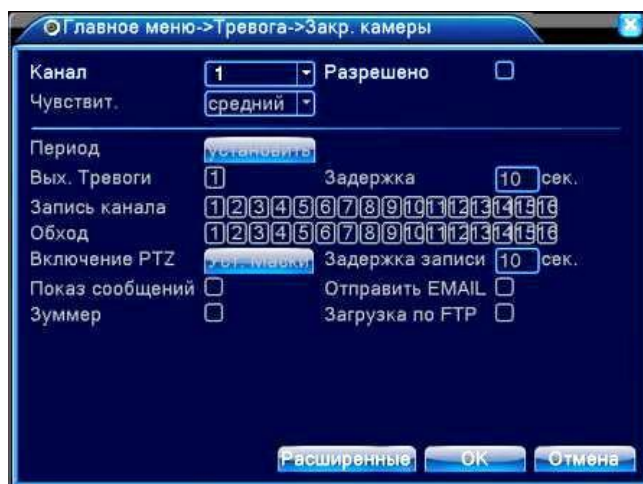 Главное меню->Тревога->Закр. камеры
Канал 1 Разрешено
Чувствит. средний
Период установить
Вых. Тревоги 1 Задержка 10 сек.
Запись канала 1 2 3 4 5 6 7 8 9 10 11 12 13 14 15 16
Обход 1 2 3 4 5 6 7 8 9 10 11 12 13 14 15 16
Включение PTZ Уст. Маски Задержка записи 10 сек.
Показ сообщений Отправить EMAIL
Зуммер Загрузка по FTP
Расширенные OK Отмена